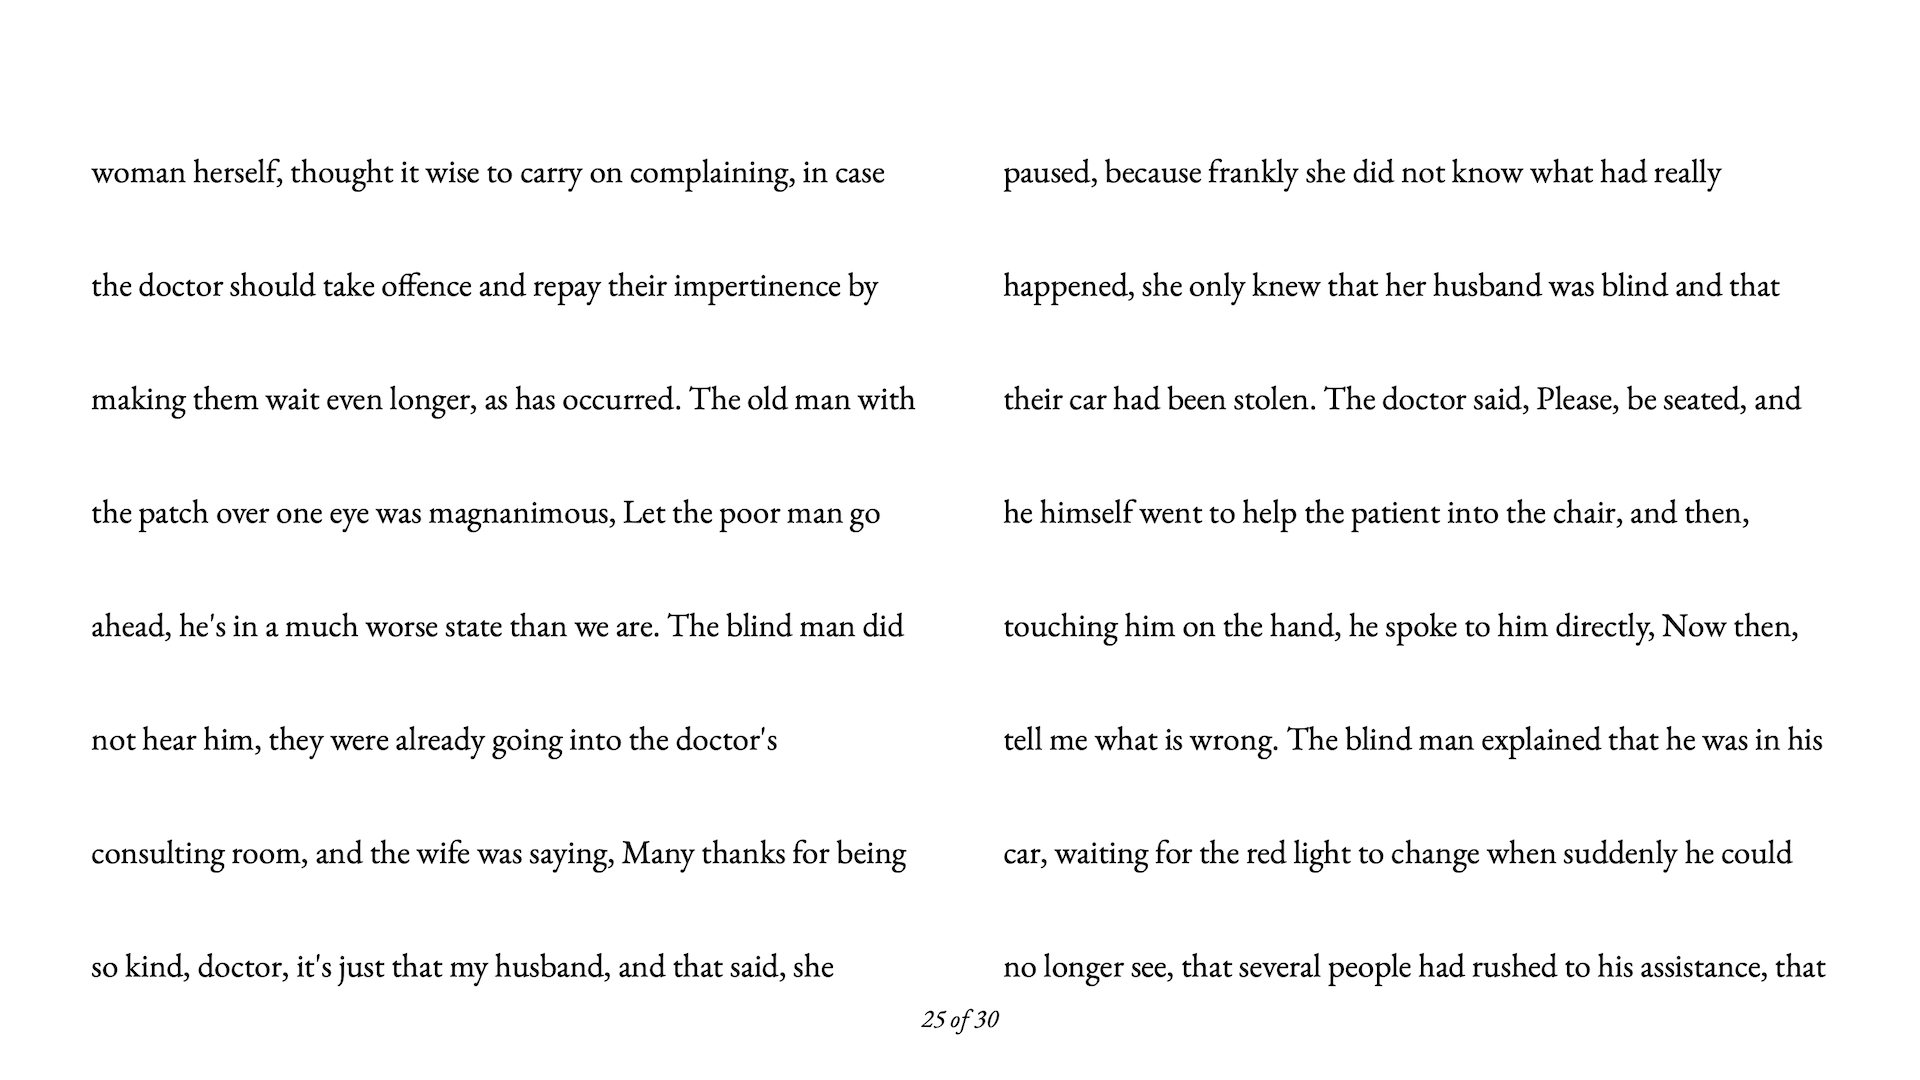 woman herself, thought it wise to carry on complaining, in case
the doctor should take offence and repay their impertinence by
making them wait even longer, as has occurred. The old man with
the patch over one eye was magnanimous, Let the poor man go
ahead, he's in a much worse state than we are. The blind man did
not hear him, they were already going into the doctor's
consulting room, and the wife was saying, Many thanks for being
so kind, doctor, it's just that my husband, and that said, she
paused, because frankly she did not know what had really
happened, she only knew that her husband was blind and that
their car had been stolen. The doctor said, Please, be seated, and
he himself went to help the patient into the chair, and then,
touching him on the hand, he spoke to him directly, Now then,
tell me what is wrong. The blind man explained that he was in his
car, waiting for the red light to change when suddenly he could
no longer see, that several people had rushed to his assistance, that
25 of 30